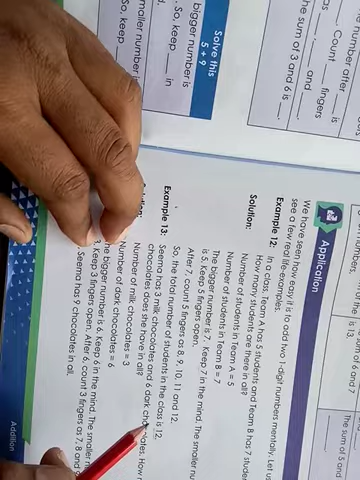 number after ___ is
as ___. Count ___ fingers
___, ___ and ___.
he sum of 3 and 6 is ___.
Solve this
5 + 9
bigger number is
. So, keep ___ in
d.
maller number
So, keep
numbers,
is 13.
sum of 6 and 7
The sum of 5 and
Application
We have seen how easy it is to add two 1-digit numbers mentally. Let u
see a few real life-examples.
Example 12: In a class, Team A has 5 students and Team B has 7 studen
How many students are there in all?
Solution:
Number of students in Team A = 5
Number of students in Team B = 7
The bigger number is 7. Keep 7 in the mind. The smaller nu
is 5. Keep 5 fingers open.
After 7, count 5 fingers as 8, 9, 10, 11 and 12.
So, the total number of students in the class is 12.
Example 13: Seema has 3 milk chocolates and 6 dark chocolates. How m
chocolates does she have in all?
Number of milk chocolates = 3
Number of dark chocolates = 6
he bigger number is 6. Keep 6 in the mind. The smaller n
3. Keep 3 fingers open. After 6, count 3 fingers as 7, 8 and
. Seema has 9 chocolates in all.
Addition